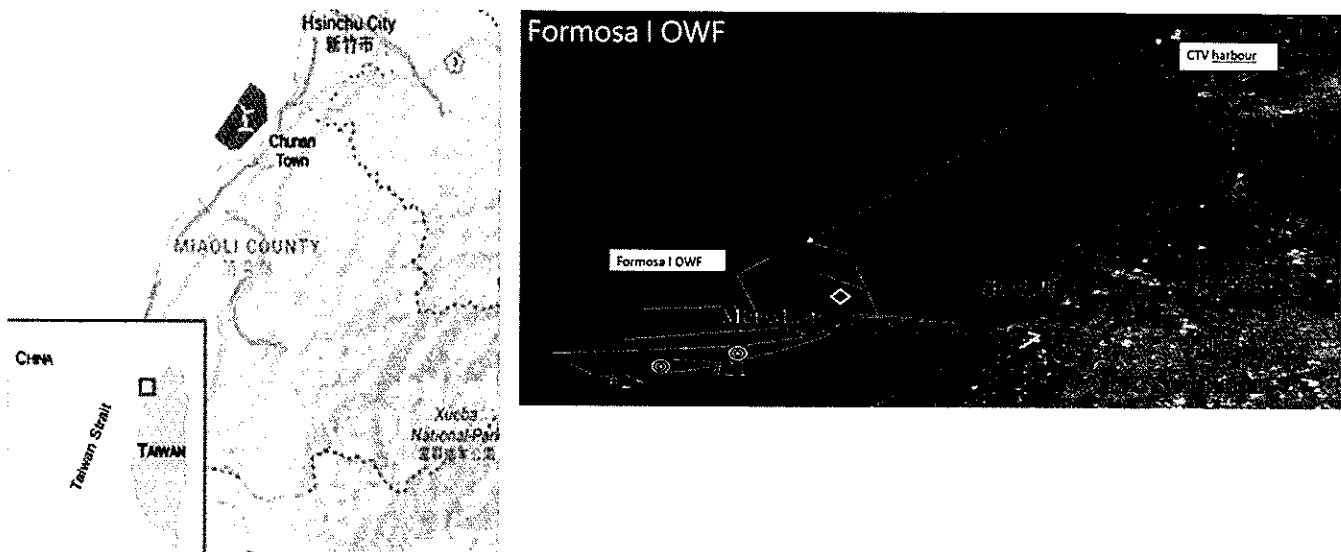 Hsinchu City
新竹市
Chunan
Town
MIAOLI COUNTY
CHINA
Taiwan Strait
TAIWAN
Xueba
National Park
Formosa I OWF
CTV harbour
Formosa I OWF